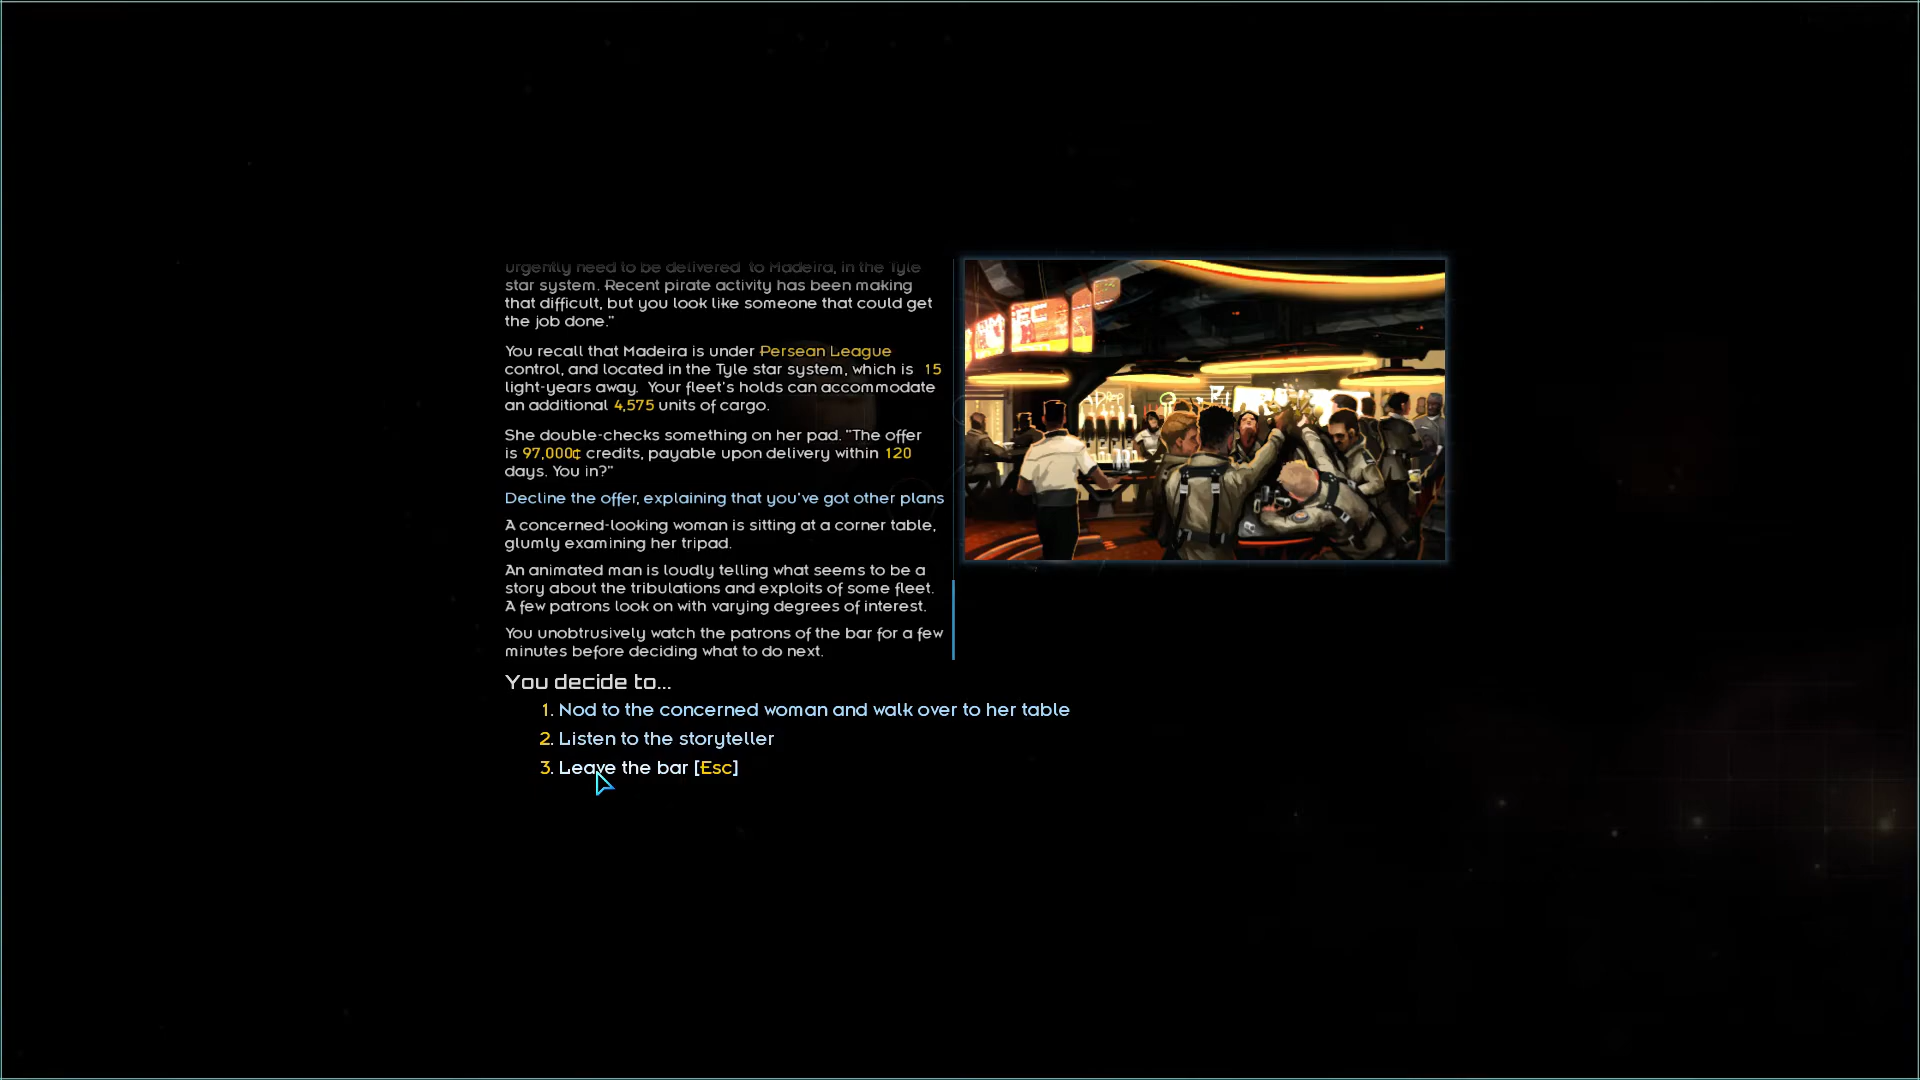 urgently need to be delivered to Madeira, in the Tyle
star system. Recent pirate activity has been making
that difficult, but you look like someone that could get
the job done."
You recall that Madeira is under Persean League
control, and located in the Tyle star system, which is 15
light-years away. Your fleet's holds can accommodate
an additional 4,575 units of cargo.
She double-checks something on her pad. "The offer
is 97,000¢ credits, payable upon delivery within 120
days. You in?"
Decline the offer, explaining that you've got other plans
A concerned-looking woman is sitting at a corner table,
glumly examining her tripad.
An animated man is loudly telling what seems to be a
story about the tribulations and exploits of some fleet.
A few patrons look on with varying degrees of interest.
You unobtrusively watch the patrons of the bar for a few
minutes before deciding what to do next.
You decide to...
1. Nod to the concerned woman and walk over to her table
2. Listen to the storyteller
3. Leave the bar [Esc]